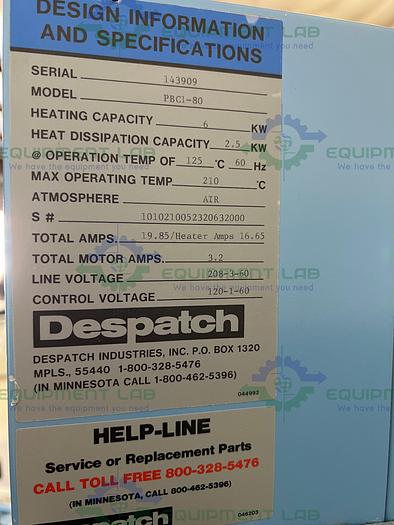 DESIGN INFORMATION
AND SPECIFICATIONS
SERIAL 143909
MODEL PBC1-80
HEATING CAPACITY 6 KW
HEAT DISSIPATION CAPACITY 2.5 KW
@ OPERATION TEMP OF 125 °C 60 Hz
MAX OPERATING TEMP 210 °C
ATMOSPHERE AIR
S # 1010210052320632000
TOTAL AMPS 19.85/Heater Amps 16.65
TOTAL MOTOR AMPS. 3.2
LINE VOLTAGE 208-3-60
CONTROL VOLTAGE 120-1-60
Despatch
DESPATCH INDUSTRIES, INC. P.O. BOX 1320
MPLS., 55440 1-800-328-5476
(IN MINNESOTA CALL 1-800-462-5396)
044993
HELP-LINE
Service or Replacement Parts
CALL TOLL FREE 800-328-5476
(IN MINNESOTA, CALL 800-462-5396)
Despatch
046203
EQUIPMENT LAB
We have the equipment you need